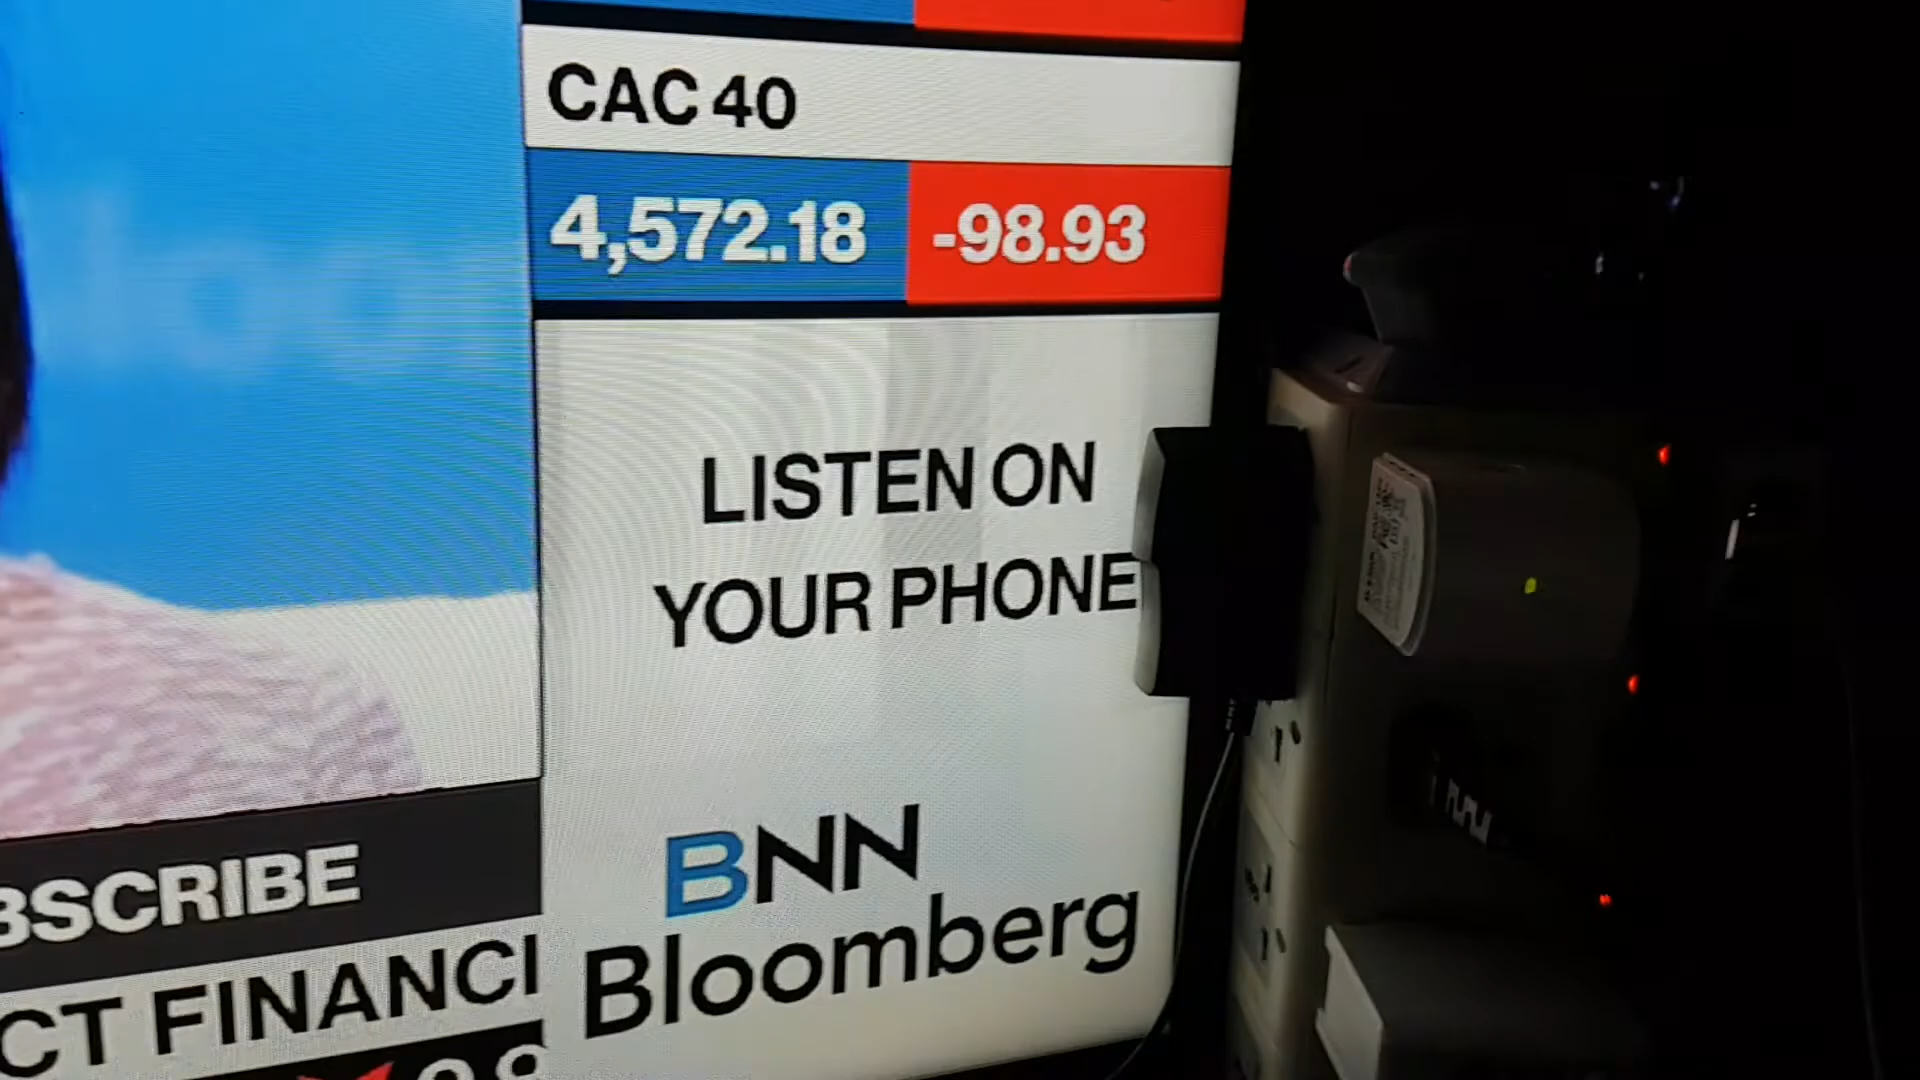 CAC 40
4,572.18 -98.93
LISTEN ON
YOUR PHONE
BNN
Bloomberg
BSCRIBE
CT FINANCI